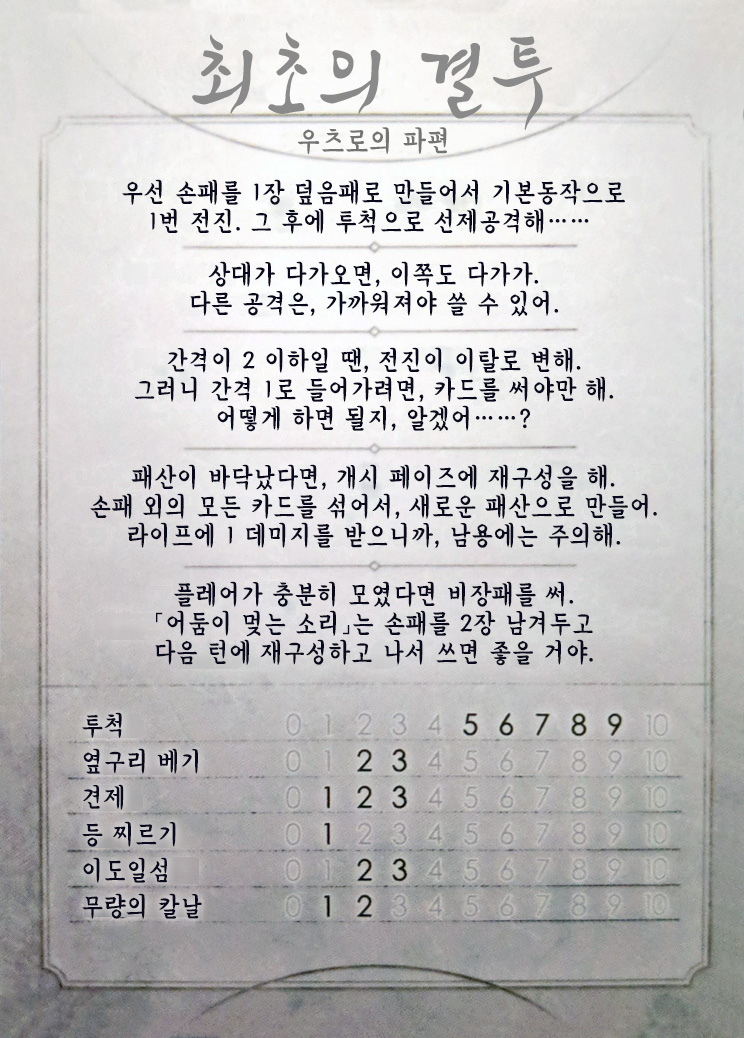 최초의 결투
우츠로의 파편
우선 손패를 1장 덮음패로 만들어서 기본동작으로
1번 전진. 그 후에 투척으로 선제공격해……
상대가 다가오면, 이쪽도 다가가.
다른 공격은, 가까워져야 쓸 수 있어.
간격이 2 이하일 땐, 전진이 이탈로 변해.
그러니 간격 1로 들어가려면, 카드를 써야만 해.
어떻게 하면 될지, 알겠어……?
패산이 바닥났다면, 개시 페이즈에 재구성을 해.
손패 외의 모든 카드를 섞어서, 새로운 패산으로 만들어.
라이프에 1 데미지를 받으니까, 남용에는 주의해.
플레어가 충분히 모였다면 비장패를 써.
「어둠이 멎는 소리」는 손패를 2장 남겨두고
다음 턴에 재구성하고 나서 쓰면 좋을 거야.
투척 0 1 2 3 4 5 6 7 8 9 10
옆구리 베기 0 1 2 3 4 5 6 7 8 9 10
견제 0 1 2 3 4 5 6 7 8 9 10
등 찌르기 0 1 2 3 4 5 6 7 8 9 10
이도일섬 0 1 2 3 4 5 6 7 8 9 10
무량의 칼날 0 1 2 3 4 5 6 7 8 9 10